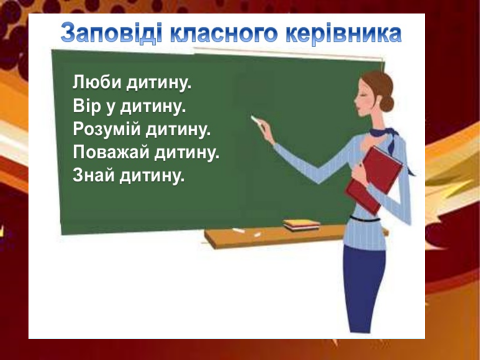 Заповіді класного керівника
Люби дитину.
Вір у дитину.
Розумій дитину.
Поважай дитину.
Знай дитину.